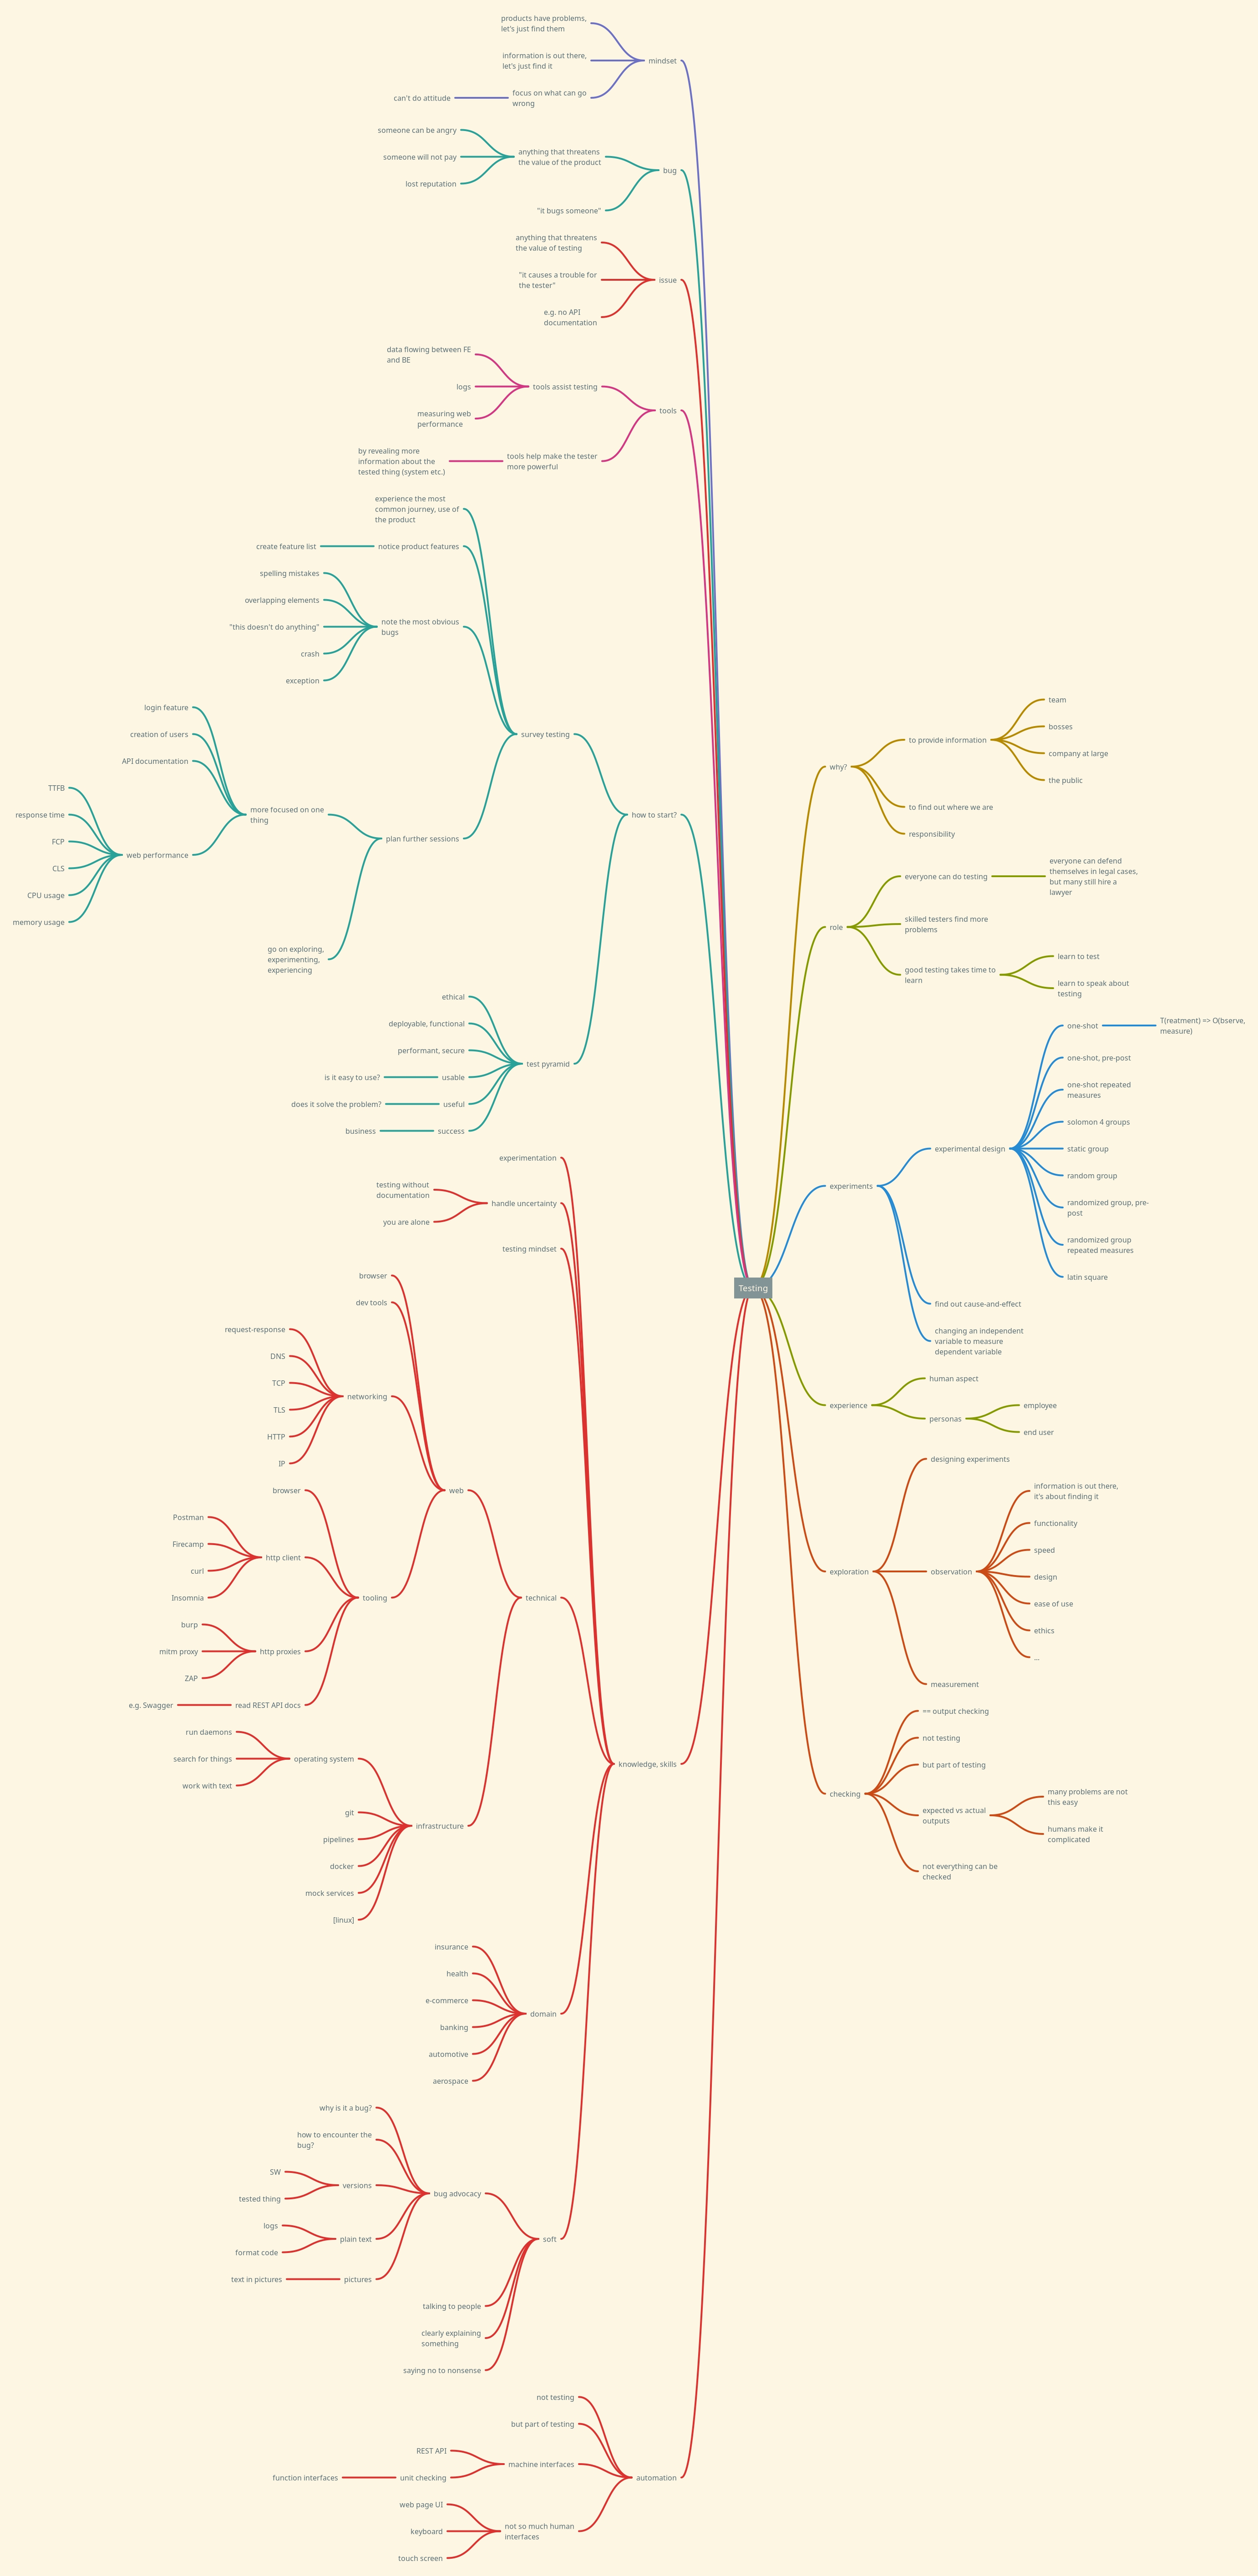 products have problems,
let's just find them
information is out there,
let's just find it
mindset
can't do attitude
focus on what can go
wrong
someone can be angry
someone will not pay
anything that threatens
the value of the product
lost reputation
bug
"it bugs someone"
anything that threatens
the value of testing
"it causes a trouble for
the tester"
issue
e.g. no API
documentation
data flowing between FE
and BE
logs
tools assist testing
measuring web
performance
tools
by revealing more
information about the
tested thing (system etc.)
tools help make the tester
more powerful
experience the most
common journey, use of
the product
create feature list
notice product features
spelling mistakes
overlapping elements
"this doesn't do anything"
note the most obvious
bugs
crash
exception
survey testing
login feature
creation of users
API documentation
more focused on one
thing
TTFB
response time
FCP
CLS
CPU usage
memory usage
web performance
plan further sessions
go on exploring,
experimenting,
experiencing
how to start?
ethical
deployable, functional
performant, secure
test pyramid
is it easy to use?
usable
does it solve the problem?
useful
business
success
experimentation
testing without
documentation
handle uncertainty
you are alone
testing mindset
browser
dev tools
request-response
DNS
TCP
TLS
HTTP
IP
networking
web
browser
Postman
Firecamp
curl
Insomnia
http client
tooling
burp
mitm proxy
ZAP
http proxies
e.g. Swagger
read REST API docs
technical
run daemons
search for things
work with text
operating system
git
pipelines
docker
mock services
[linux]
infrastructure
knowledge, skills
insurance
health
e-commerce
banking
automotive
aerospace
domain
why is it a bug?
how to encounter the
bug?
SW
tested thing
versions
bug advocacy
logs
format code
plain text
text in pictures
pictures
soft
talking to people
clearly explaining
something
saying no to nonsense
not testing
but part of testing
REST API
machine interfaces
function interfaces
unit checking
automation
web page UI
keyboard
touch screen
not so much human
interfaces
Testing
why?
to provide information
team
bosses
company at large
the public
to find out where we are
responsibility
role
everyone can do testing
everyone can defend
themselves in legal cases,
but many still hire a
lawyer
skilled testers find more
problems
good testing takes time to
learn
learn to test
learn to speak about
testing
experiments
experimental design
one-shot
T(reatment) => O(bserve,
measure)
one-shot, pre-post
one-shot repeated
measures
solomon 4 groups
static group
random group
randomized group, pre-
post
randomized group
repeated measures
latin square
find out cause-and-effect
changing an independent
variable to measure
dependent variable
experience
human aspect
personas
employee
end user
exploration
designing experiments
observation
information is out there,
it's about finding it
functionality
speed
design
ease of use
ethics
...
measurement
checking
== output checking
not testing
but part of testing
expected vs actual
outputs
many problems are not
this easy
humans make it
complicated
not everything can be
checked